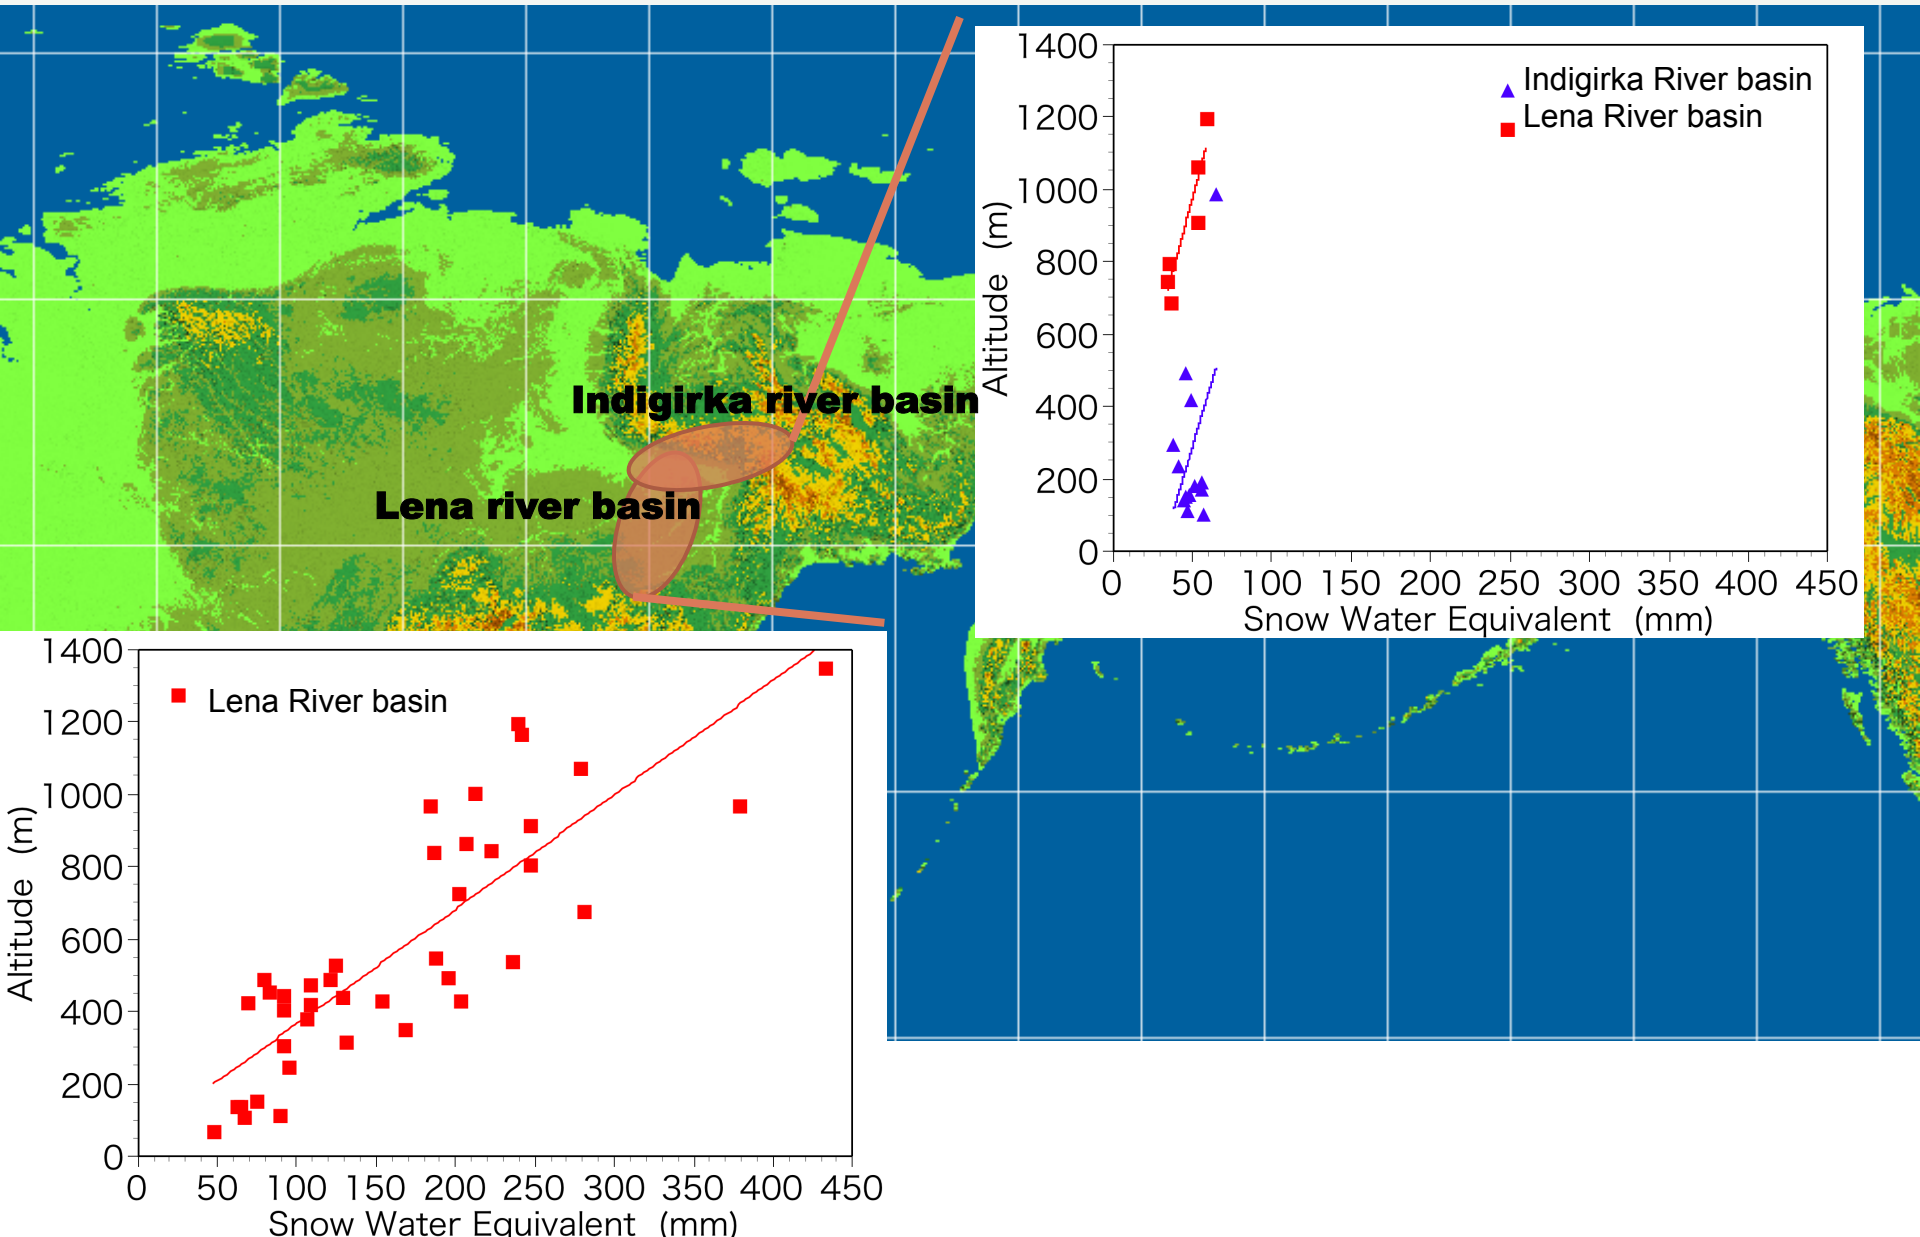 1400
1200
1000
800
600
400
200
0
Altitude (m)
Indigirka River basin
Lena River basin
0 50 100 150 200 250 300 350 400 450
Snow Water Equivalent (mm)
Indigirka river basin
Lena river basin
1400
1200
1000
800
600
400
200
0
Altitude (m)
Lena River basin
0 50 100 150 200 250 300 350 400 450
Snow Water Equivalent (mm)